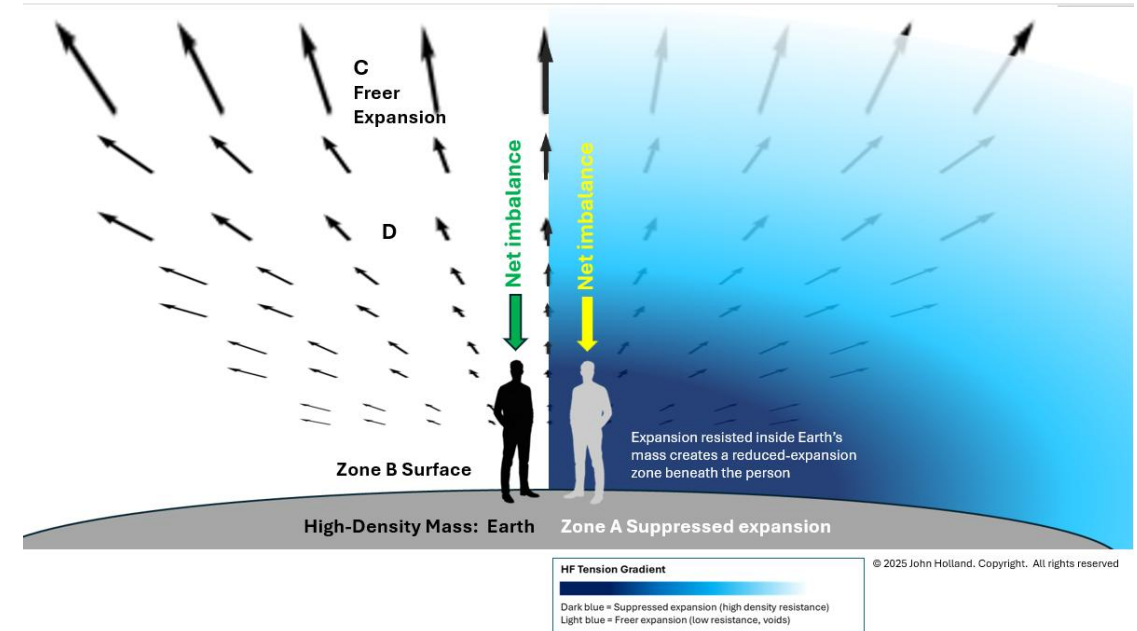 C
Freer
Expansion
Net imbalance
Net imbalance
D
Expansion resisted inside Earth's
mass creates a reduced-expansion
zone beneath the person
Zone B Surface
High-Density Mass: Earth
Zone A Suppressed expansion
© 2025 John Holland. Copyright. All rights reserved
HF Tension Gradient
Dark blue = Suppressed expansion (high density resistance)
Light blue = Freer expansion (low resistance, voids)